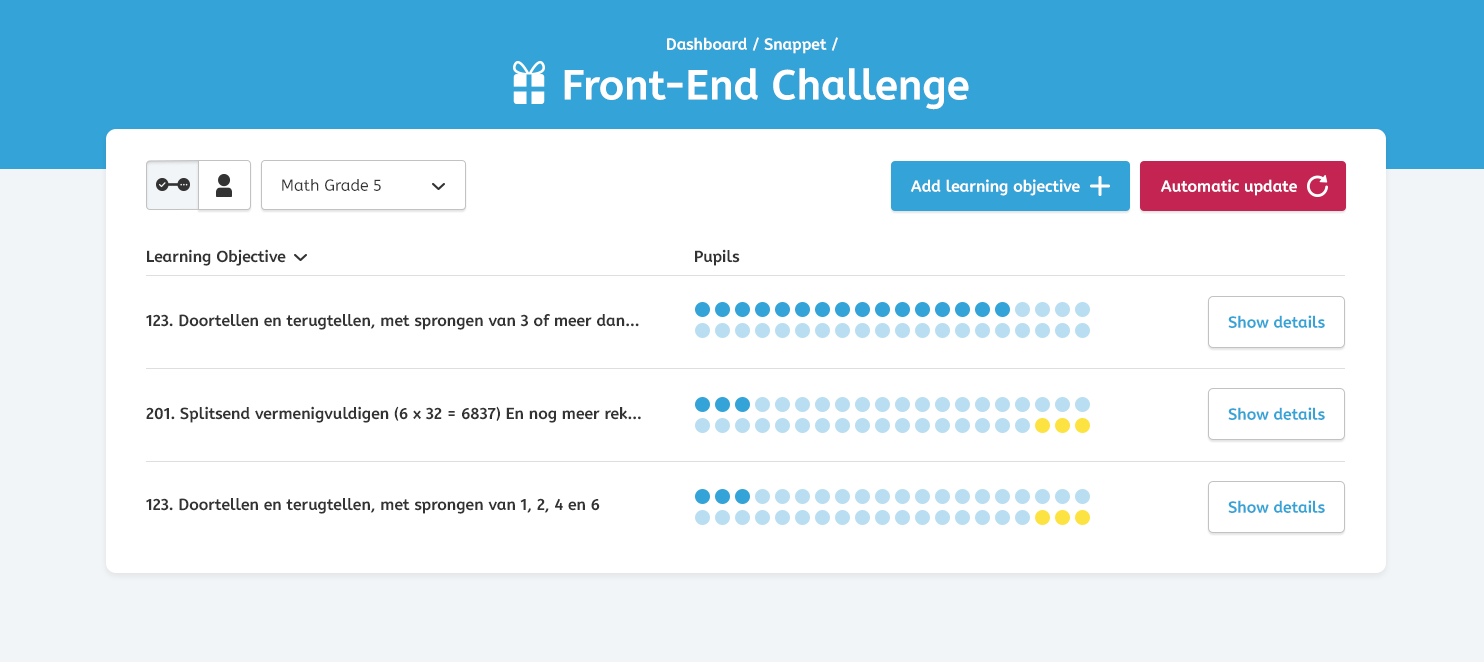 Dashboard / Snappet /
Front-End Challenge
Math Grade 5
Add learning objective
Automatic update
Learning Objective
Pupils
123. Doortellen en terugtellen, met sprongen van 3 of meer dan...
Show details
201. Splitsend vermenigvuldigen (6 x 32 = 6837) En nog meer rek...
Show details
123. Doortellen en terugtellen, met sprongen van 1, 2, 4 en 6
Show details